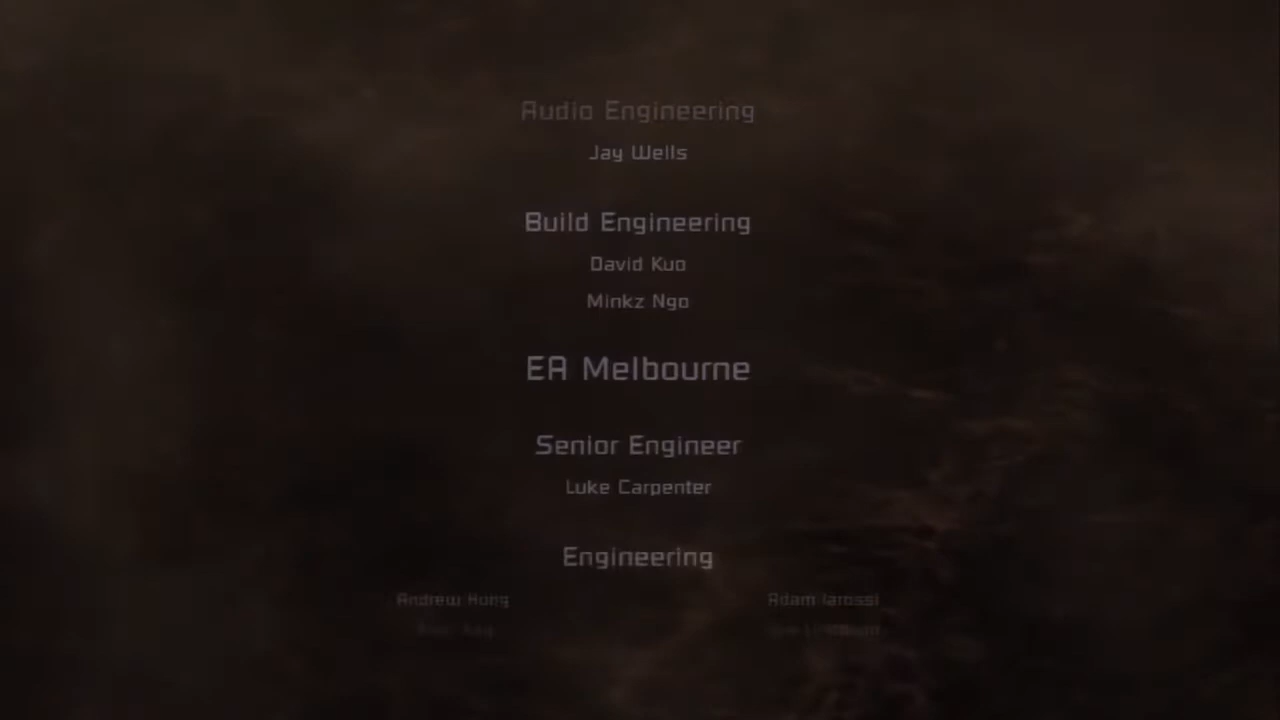 Audio Engineering
Jay Wells
Build Engineering
David Kuo
Minkz Ngo
EA Melbourne
Senior Engineer
Luke Carpenter
Engineering
Andrew Hong
Adam Iarossi